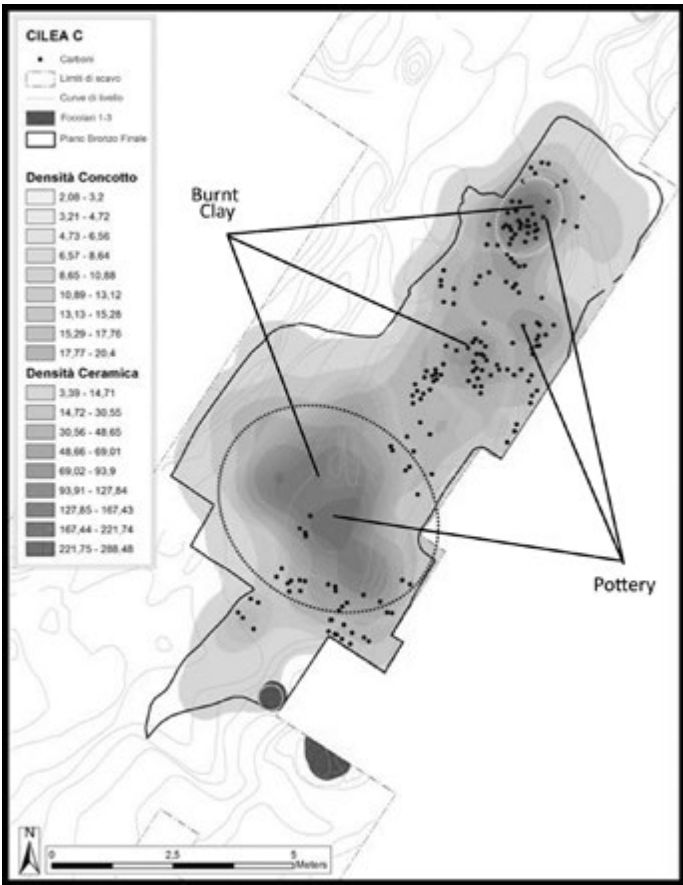 CILEA C
Carboni
Limiti di scavo
Curve di livello
Focolari 1-3
Piano Bronzo Finale
Densità Concotto
2,08 - 3,2
3,21 - 4,72
4,73 - 6,56
6,57 - 8,64
8,65 - 10,88
10,89 - 13,12
13,13 - 15,28
15,29 - 17,76
17,77 - 20,4
Densità Ceramica
3,39 - 14,71
14,72 - 30,55
30,56 - 48,65
48,66 - 69,01
69,02 - 93,9
93,91 - 127,84
127,85 - 167,43
167,44 - 221,74
221,75 - 288,48
Burnt
Clay
Pottery
N
0 2,5 5
Meters